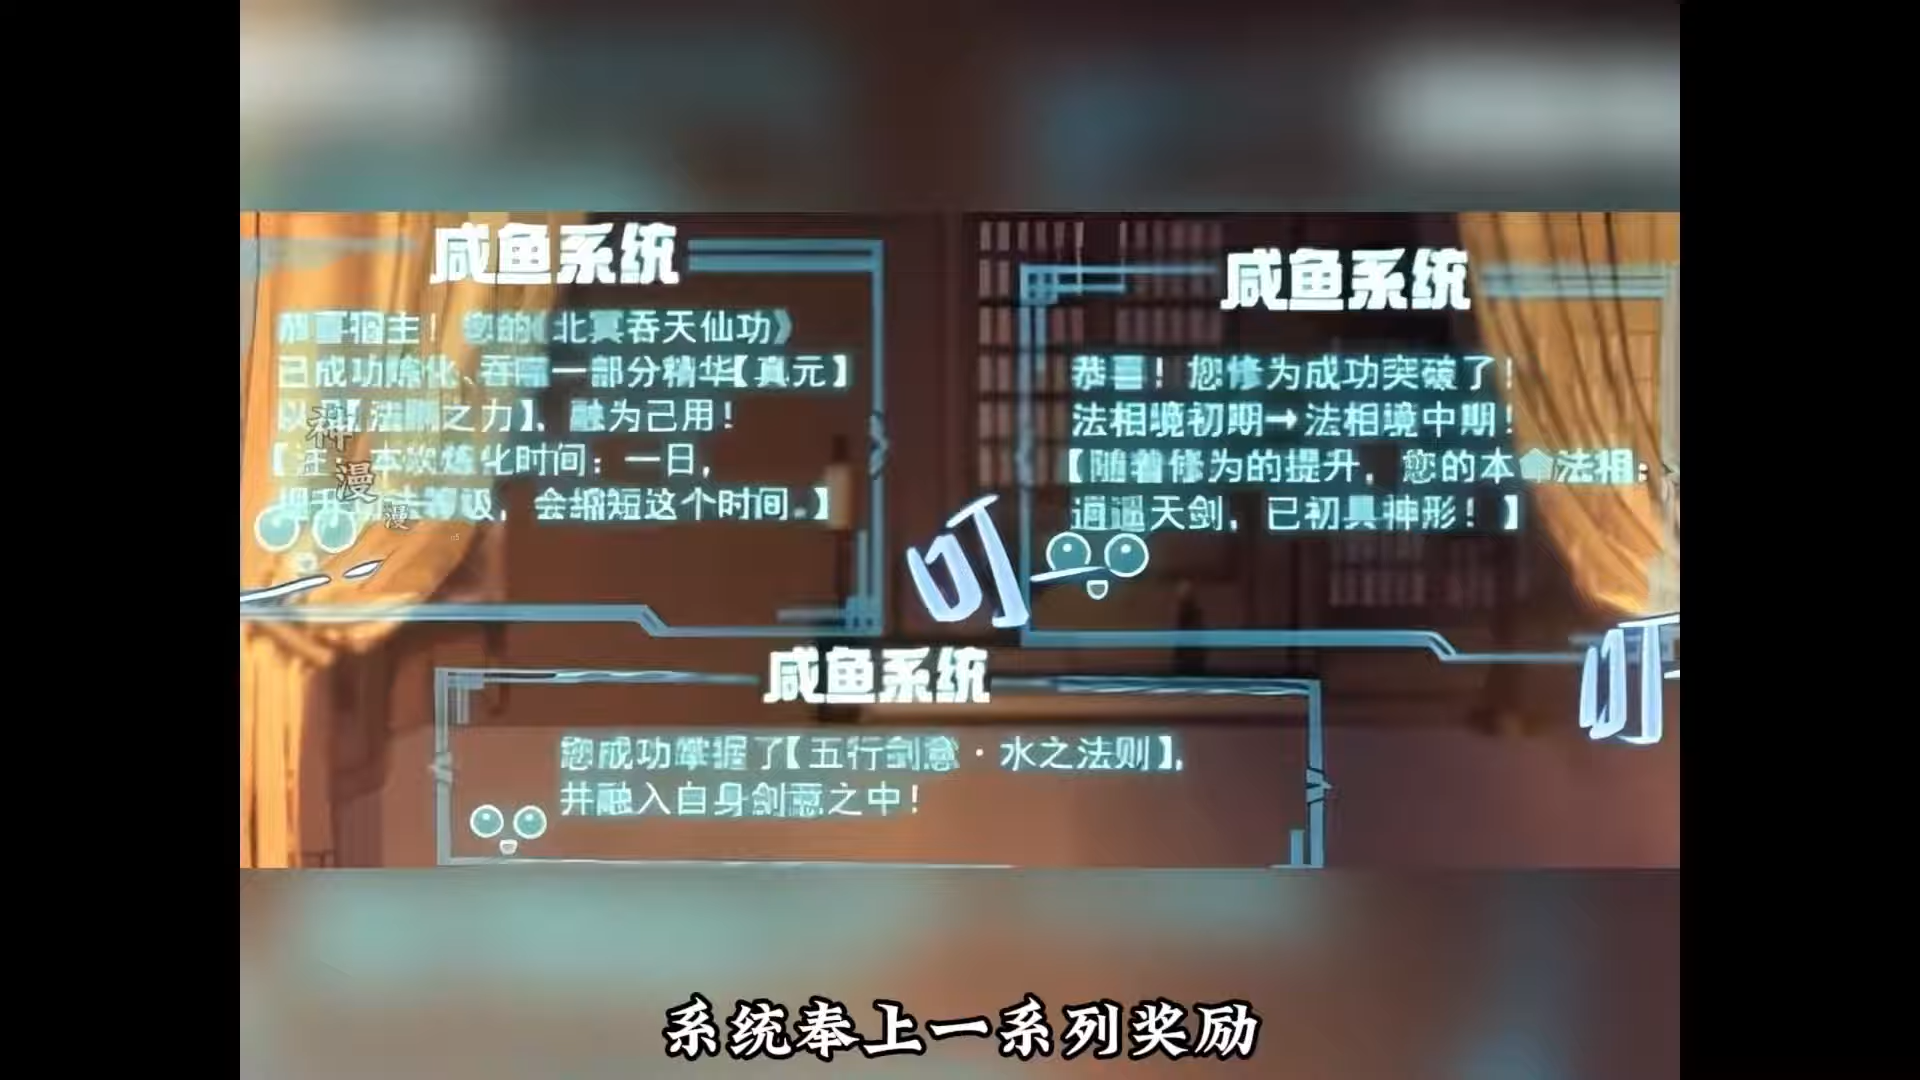 咸鱼系统
恭喜宿主！您的《北冥吞天仙功》
已成功炼化、吞噬一部分精华【真元】
以及【法则之力】，融为己用！
【注：本次炼化时间：一日，
提升 等级，会缩短这个时间。】
叮
咸鱼系统
恭喜！您修为成功突破了！
法相境初期→法相境中期！
【随着修为的提升，您的本命法相：
逍遥天剑，已初具神形！】
叮
咸鱼系统
您成功掌握了【五行剑意·水之法则】，
并融入自身剑意之中！
神漫漫
系统奉上一系列奖励